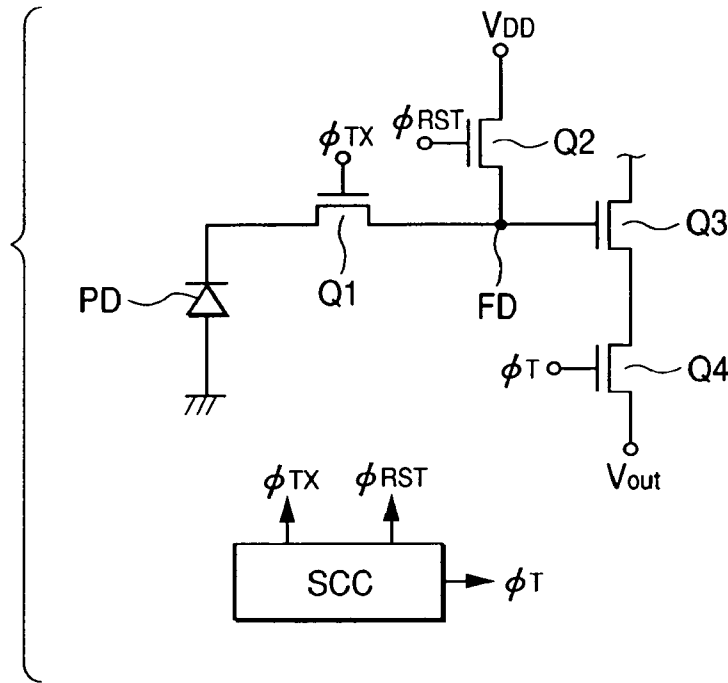 VDD
ϕRST
Q2
ϕTX
Q3
Q1
FD
PD
ϕT
Q4
Vout
ϕTX
ϕRST
SCC
ϕT